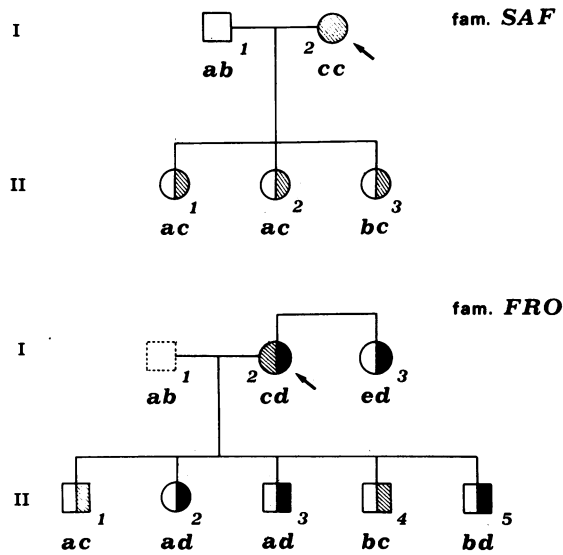 I fam. SAF
1 2
ab cc
II
1 2 3
ac ac bc
fam. FRO
I
1 2 3
ab cd ed
II
1 2 3 4 5
ac ad ad bc bd